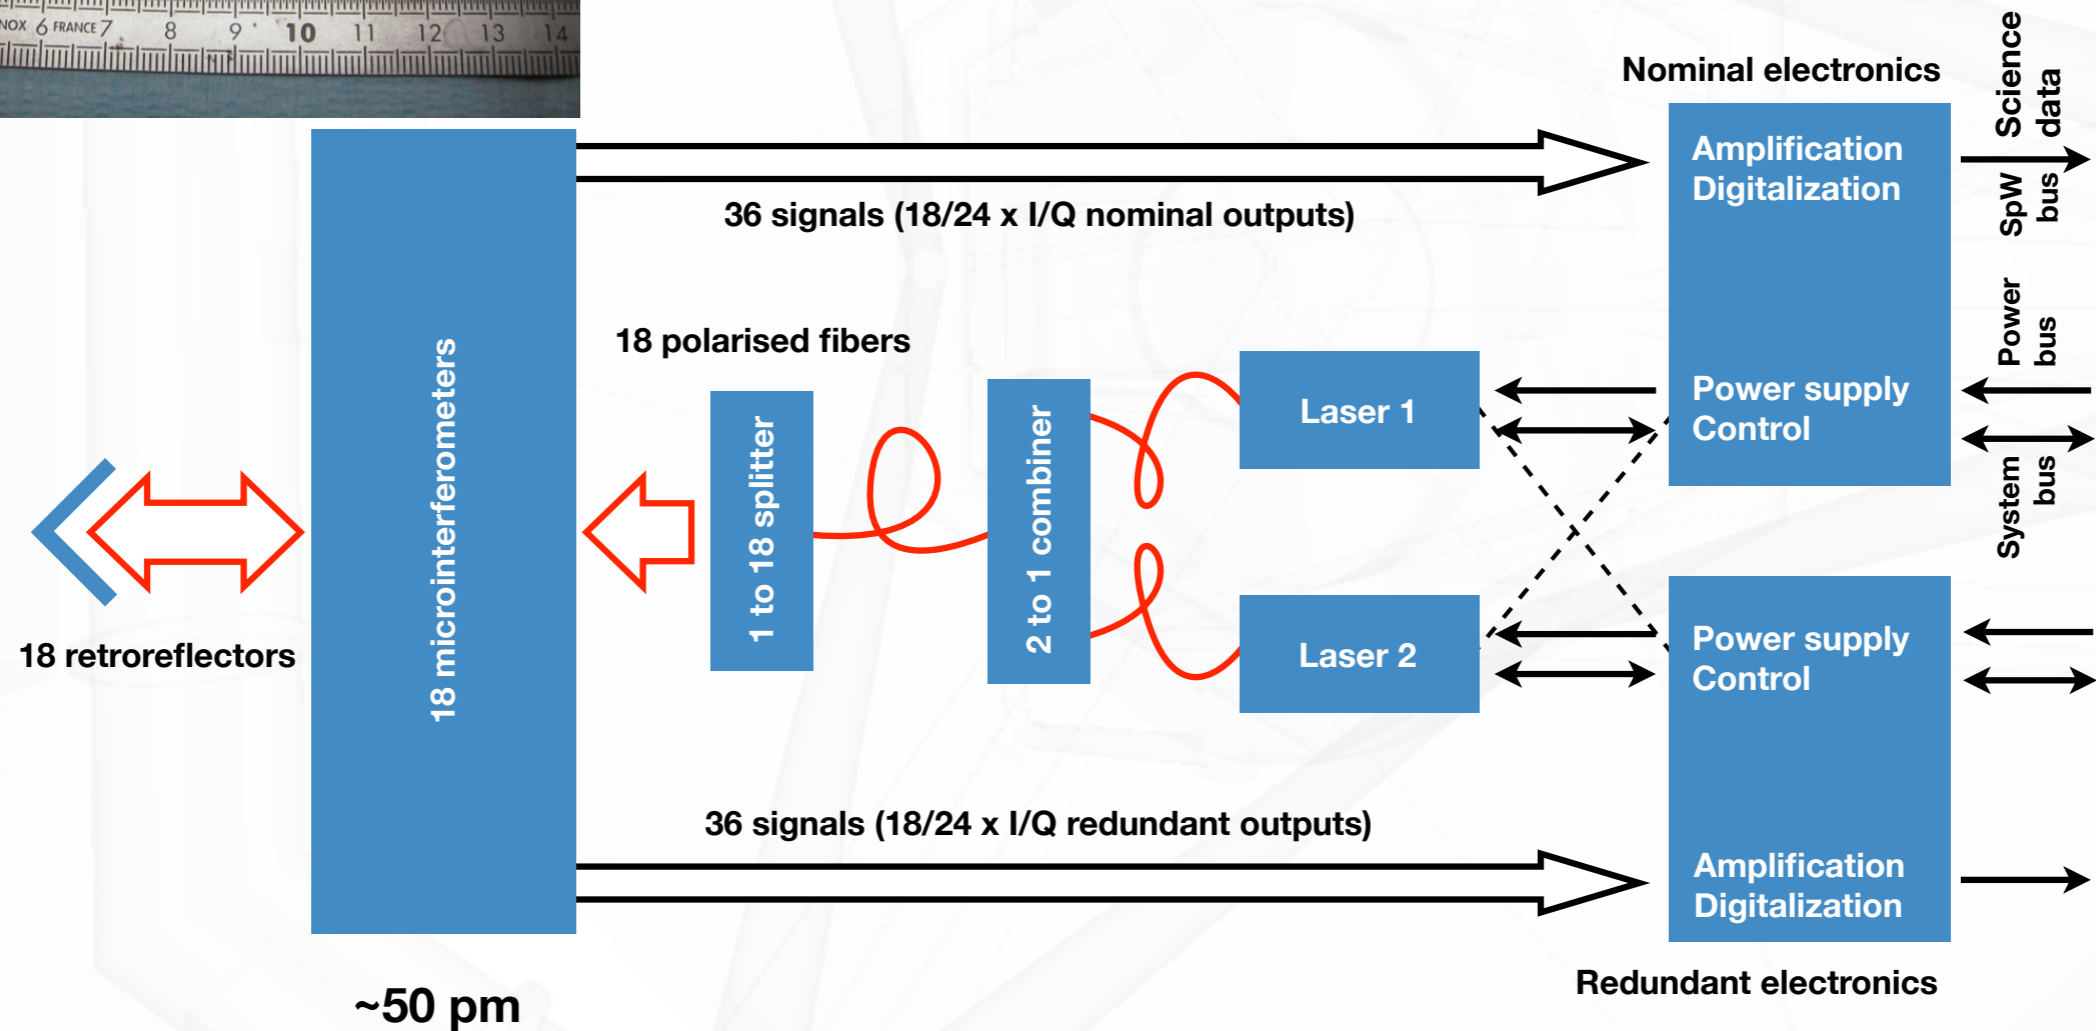 NOX 6 FRANCE 7 8 9 10 11 12 13 14
Nominal electronics
Science
data
SpW
bus
Amplification
Digitalization
36 signals (18/24 x I/Q nominal outputs)
Power
bus
18 polarised fibers
18 microinterferometers
1 to 18 splitter
2 to 1 combiner
Laser 1
Power supply
Control
System
bus
18 retroreflectors
Laser 2
Power supply
Control
36 signals (18/24 x I/Q redundant outputs)
Amplification
Digitalization
Redundant electronics
~50 pm